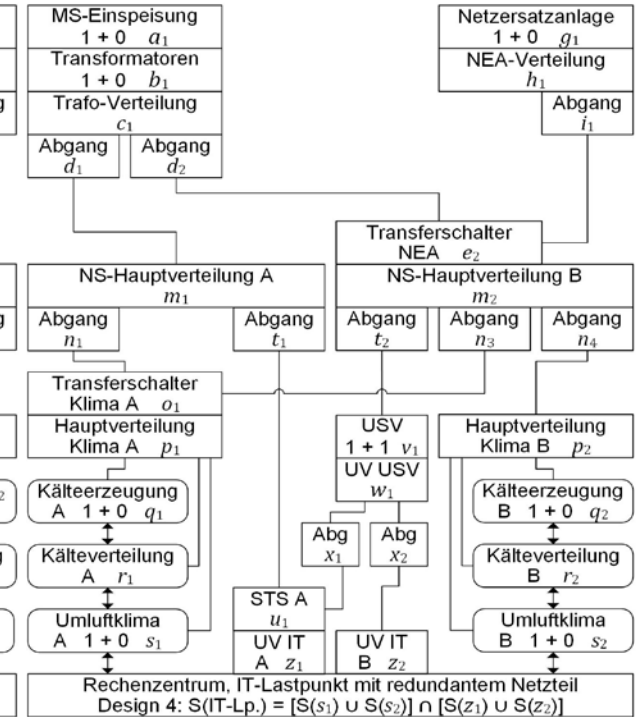 MS-Einspeisung
1 + 0 a₁
Transformatoren
1 + 0 b₁
Trafo-Verteilung
c₁
Abgang
d₁
Abgang
d₂
Netzersatzanlage
1 + 0 g₁
NEA-Verteilung
h₁
Abgang
i₁
Transferschalter
NEA e₂
NS-Hauptverteilung A
m₁
NS-Hauptverteilung B
m₂
Abgang
n₁
Abgang
t₁
Abgang
t₂
Abgang
n₃
Abgang
n₄
Transferschalter
Klima A o₁
Hauptverteilung
Klima A p₁
USV
1 + 1 v₁
UV USV
w₁
Hauptverteilung
Klima B p₂
Kälteerzeugung
A 1 + 0 q₁
Abg
x₁
Abg
x₂
Kälteerzeugung
B 1 + 0 q₂
Kälteverteilung
A r₁
Kälteverteilung
B r₂
Umluftklima
A 1 + 0 s₁
STS A
u₁
UV IT
A z₁
UV IT
B z₂
Umluftklima
B 1 + 0 s₂
Rechenzentrum, IT-Lastpunkt mit redundantem Netzteil
Design 4: S(IT-Lp.) = [S(s₁) ∪ S(s₂)] ∩ [S(z₁) ∪ S(z₂)]